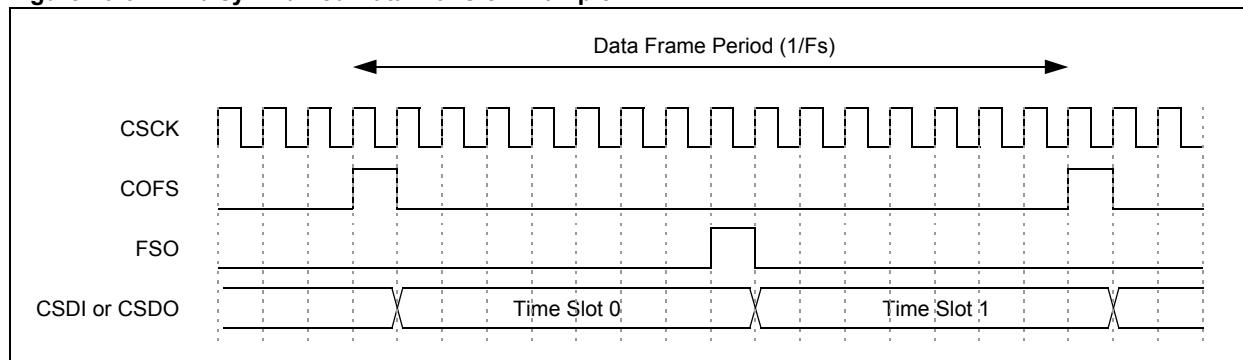 Data Frame Period (1/Fs)
CSCK
COFS
FSO
CSDI or CSDO
Time Slot 0
Time Slot 1